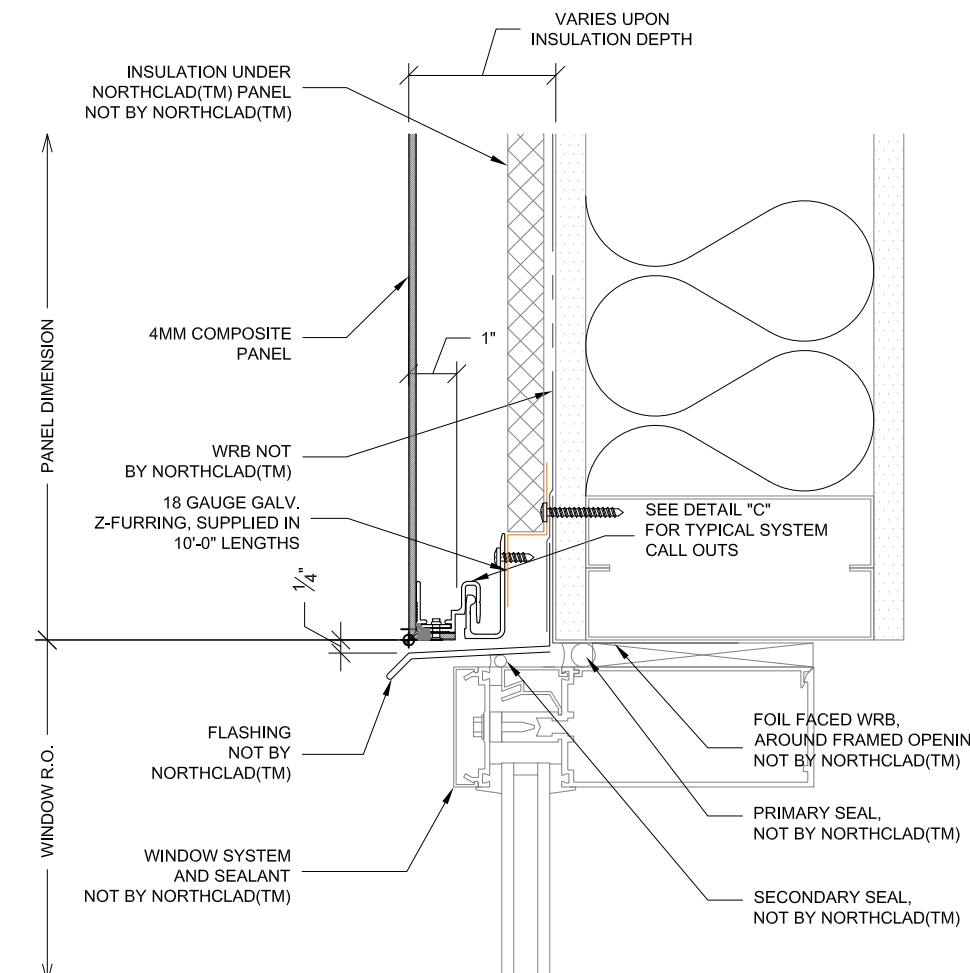 VARIES UPON
INSULATION DEPTH
INSULATION UNDER
NORTHCLAD(TM) PANEL
NOT BY NORTHCLAD(TM)
4MM COMPOSITE
PANEL
1"
PANEL DIMENSION
WRB NOT
BY NORTHCLAD(TM)
18 GAUGE GALV.
Z-FURRING, SUPPLIED IN
10'-0" LENGTHS
SEE DETAIL "C"
FOR TYPICAL SYSTEM
CALL OUTS
1/4"
FLASHING
NOT BY
NORTHCLAD(TM)
FOIL FACED WRB,
AROUND FRAMED OPENIN
NOT BY NORTHCLAD(TM)
WINDOW R.O.
PRIMARY SEAL,
NOT BY NORTHCLAD(TM)
WINDOW SYSTEM
AND SEALANT
NOT BY NORTHCLAD(TM)
SECONDARY SEAL,
NOT BY NORTHCLAD(TM)